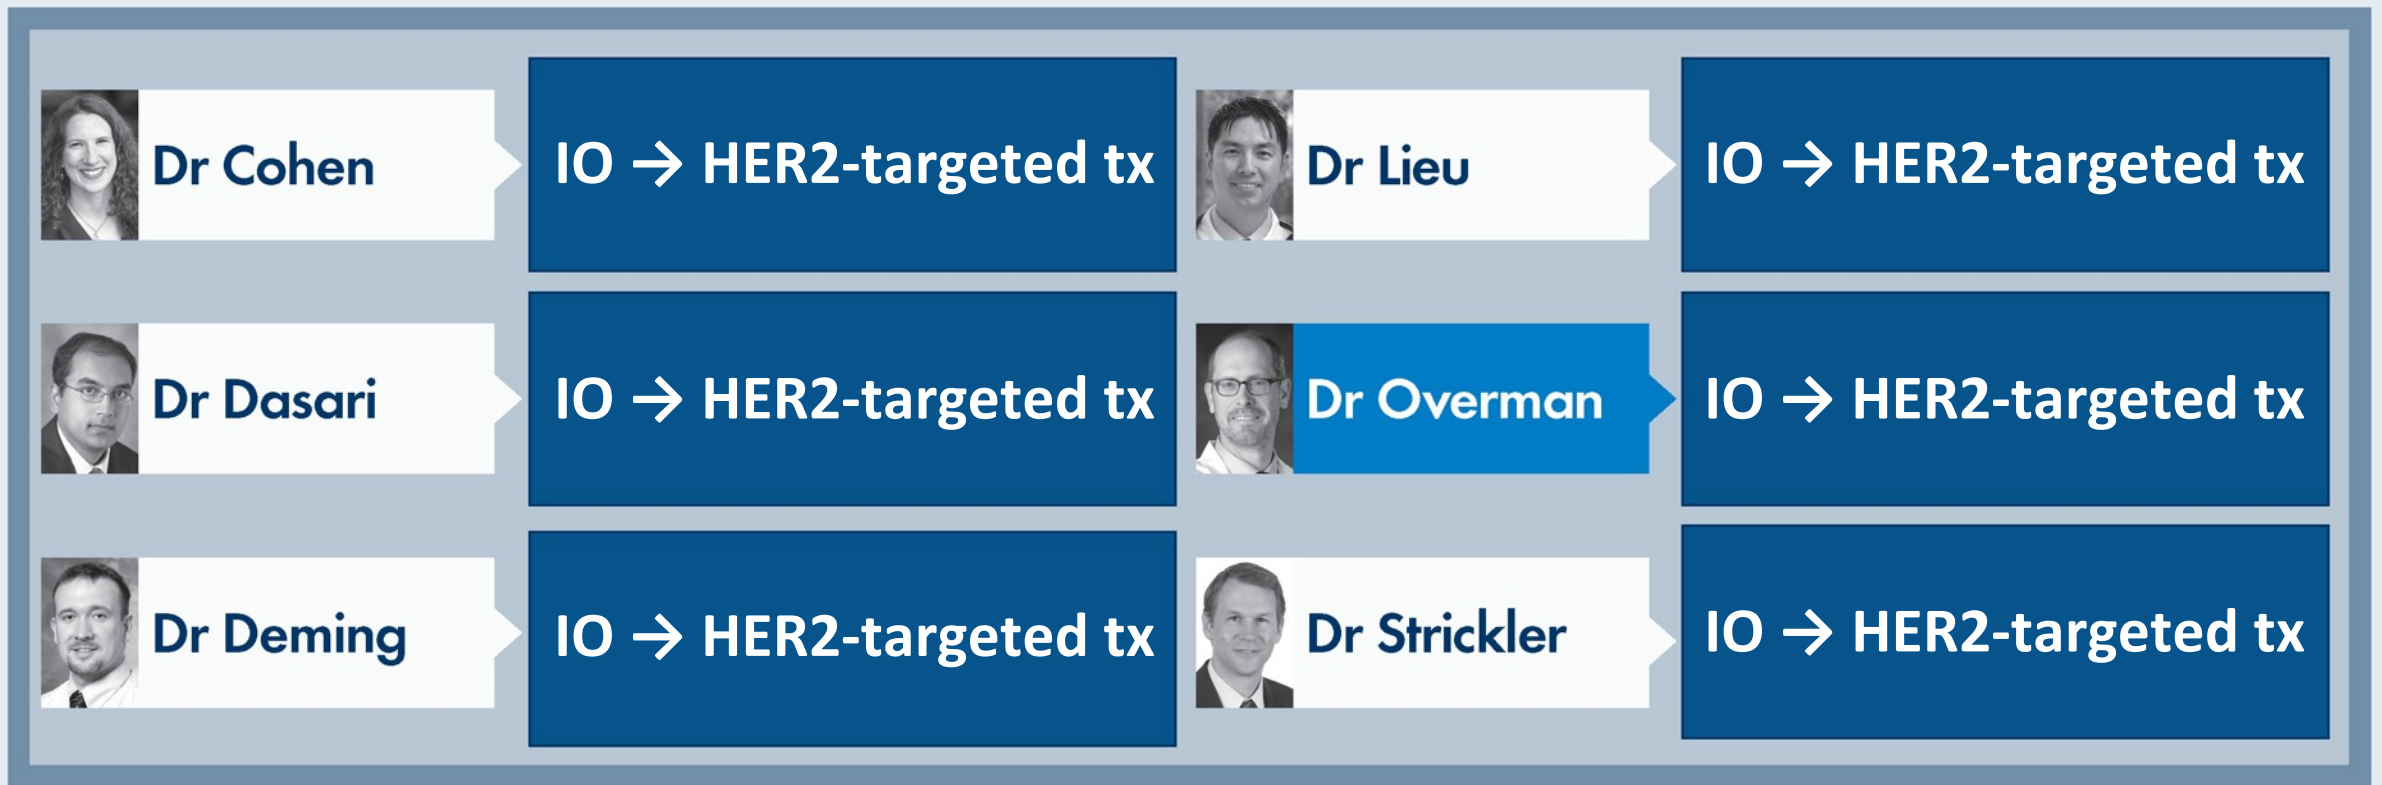 Dr Cohen
IO → HER2-targeted tx
Dr Lieu
IO → HER2-targeted tx
Dr Dasari
IO → HER2-targeted tx
Dr Overman
IO → HER2-targeted tx
Dr Deming
IO → HER2-targeted tx
Dr Strickler
IO → HER2-targeted tx